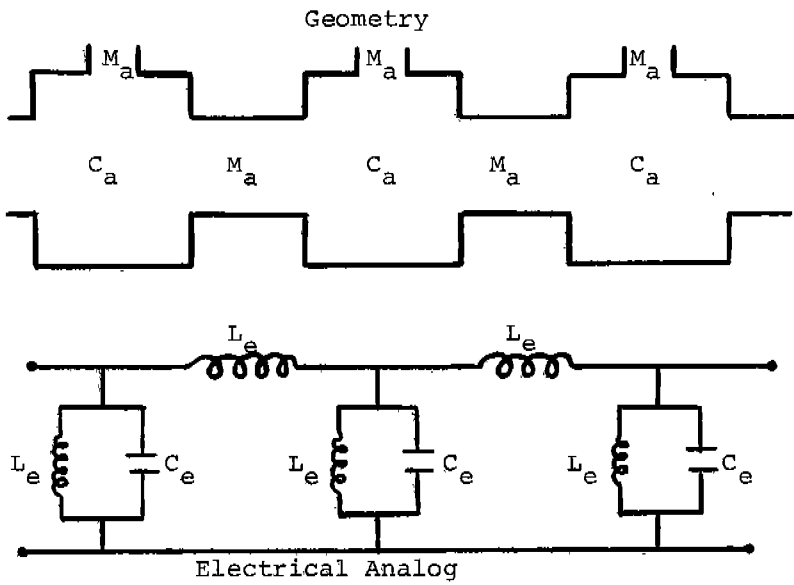 Geometry
M_a M_a M_a
C_a M_a C_a M_a C_a
L_e L_e
L_e C_e L_e C_e L_e C_e
Electrical Analog